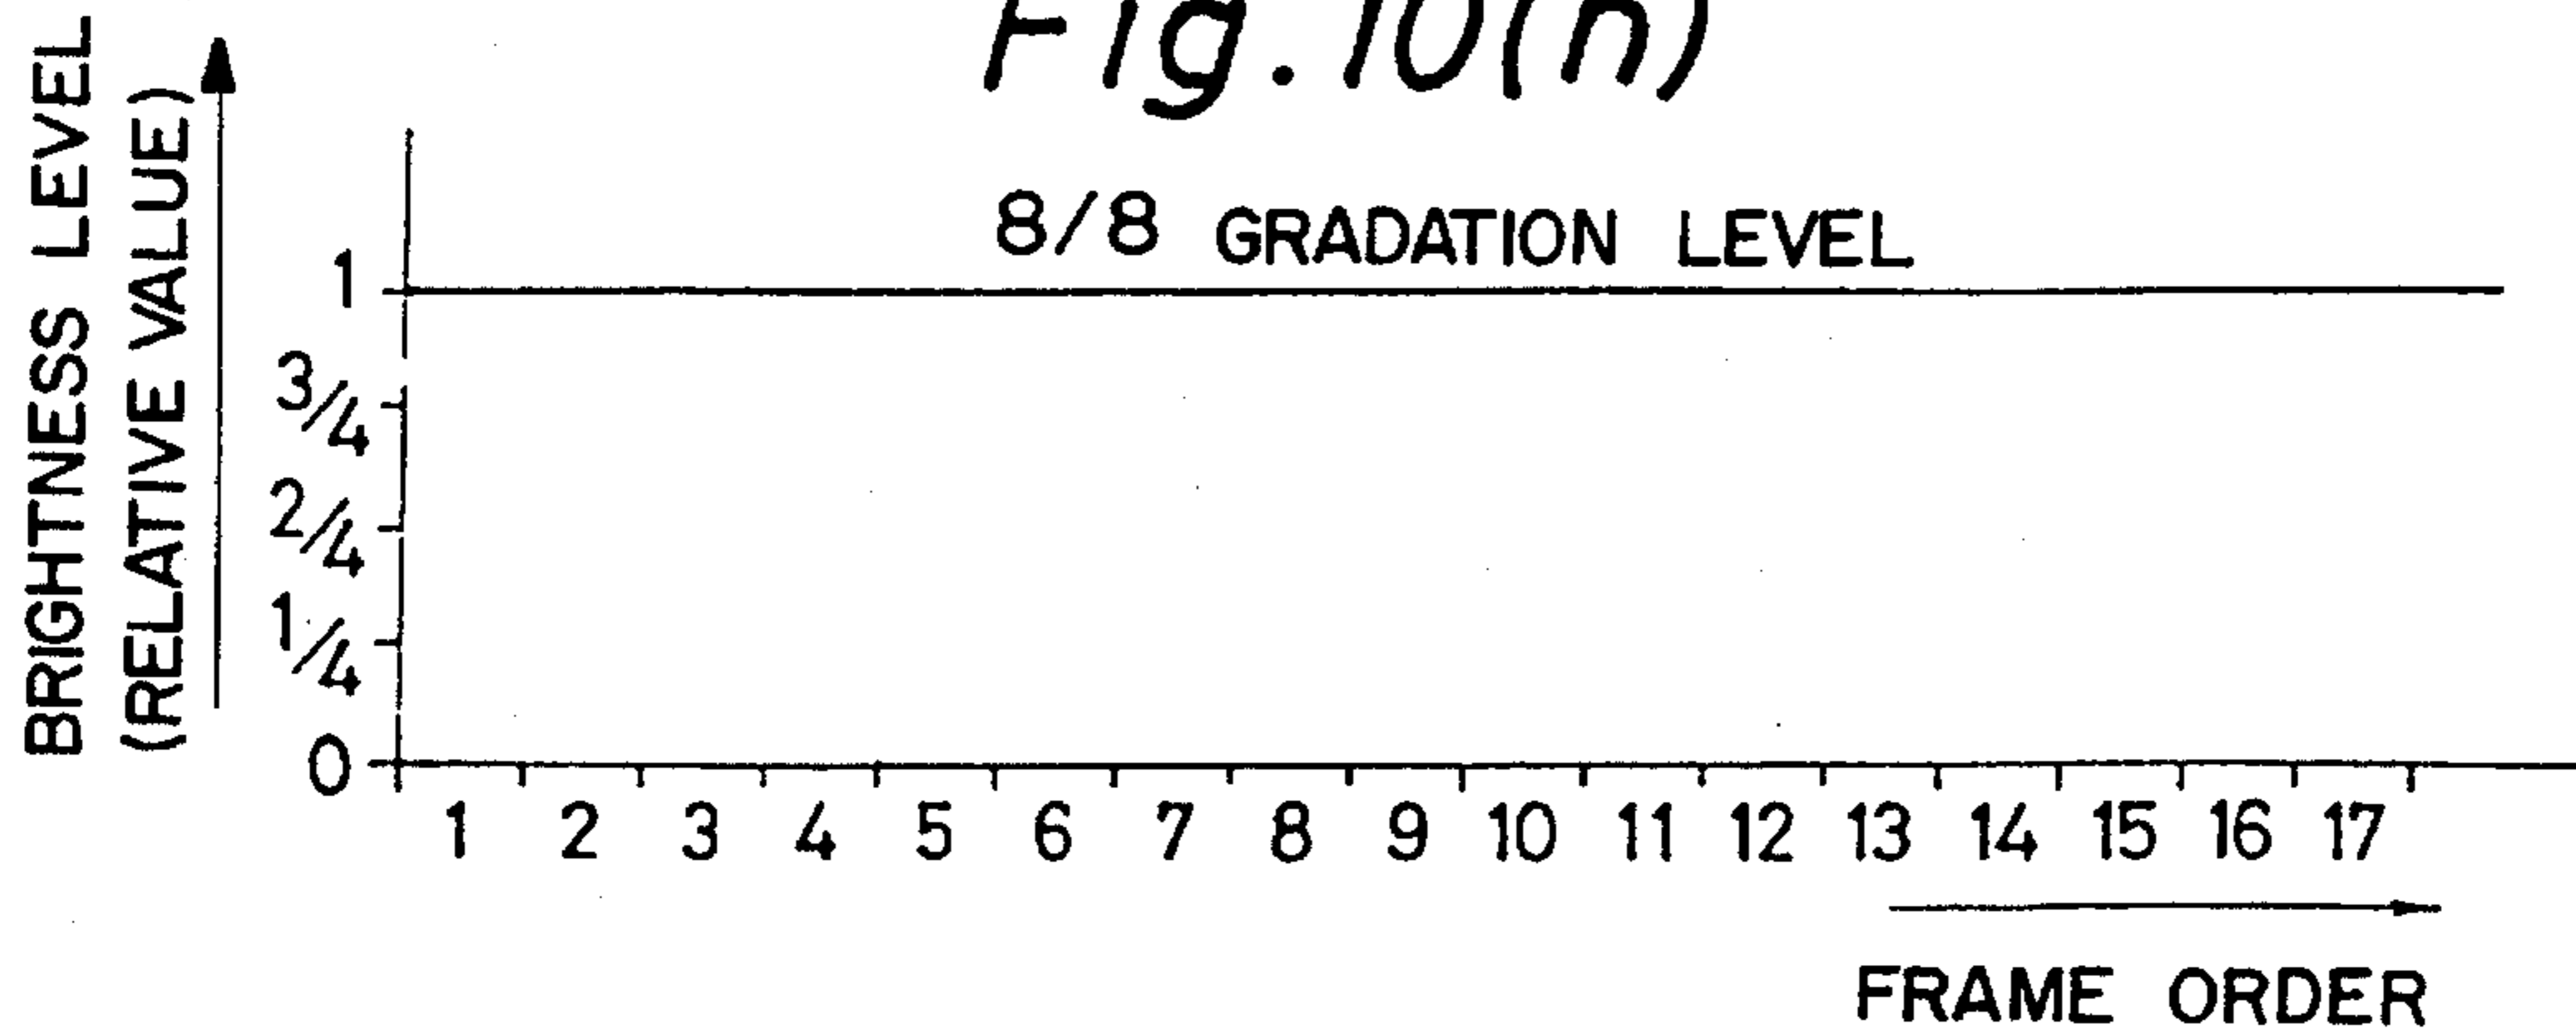 Fig.10(h)
BRIGHTNESS LEVEL
(RELATIVE VALUE)
8/8 GRADATION LEVEL
1
3/4
2/4
1/4
0
1 2 3 4 5 6 7 8 9 10 11 12 13 14 15 16 17
FRAME ORDER